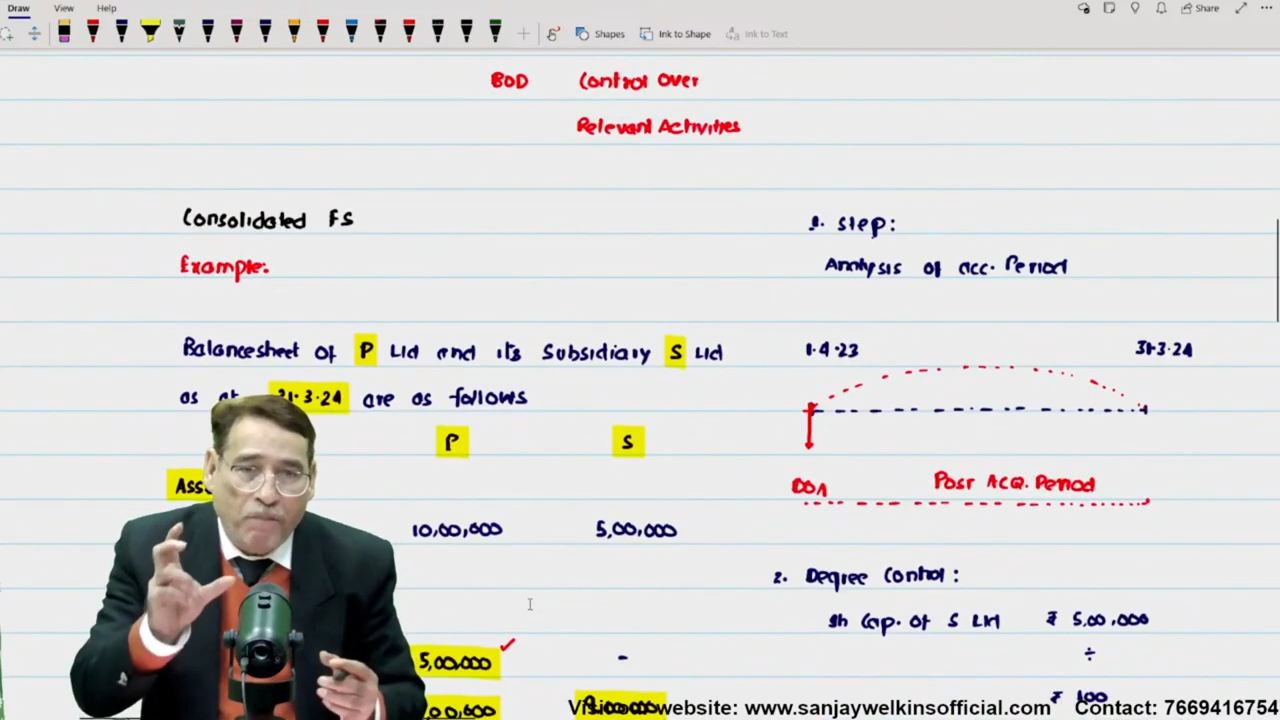 Draw View Help
Share
Shapes Ink to Shape Ink to Text
BOD Control Over
Relevant Activities
Consolidated FS
Example:
Balancesheet of P Ltd and its Subsidiary S Ltd
as at 31.3.24 are as follows
P S
10,00,000 5,00,000
5,00,000 -
1. Step:
Analysis of acc. Period
1.4.23 31.3.24
DOA Post ACQ. Period
2. Degree Control:
Sh Cap. of S Ltd ₹ 5,00,000
÷
₹ 100
website: www.sanjaywelkinsofficial.com Contact: 7669416754